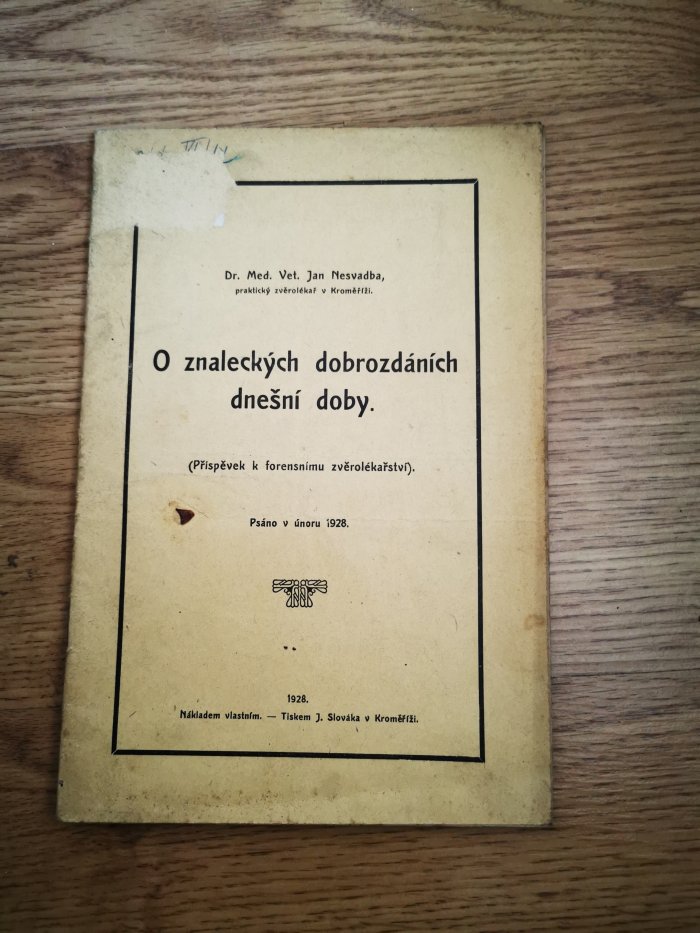 Dr. Med. Vet. Jan Nesvadba,
praktický zvěrolékař v Kroměříži.
O znaleckých dobrozdáních
dnešní doby.
(Příspěvek k forensnímu zvěrolékařství).
Psáno v únoru 1928.
1928.
Nákladem vlastním. — Tiskem J. Slováka v Kroměříži.